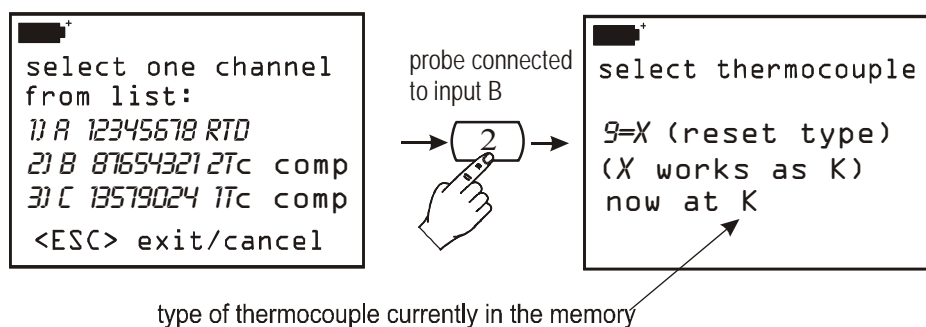 select one channel
from list:
1) A 12345678 RTD
2) B 87654321 2Tc comp
3) C 13579024 1Tc comp
<ESC> exit/cancel
probe connected
to input B
2
select thermocouple
9=X (reset type)
(X works as K)
now at K
type of thermocouple currently in the memory